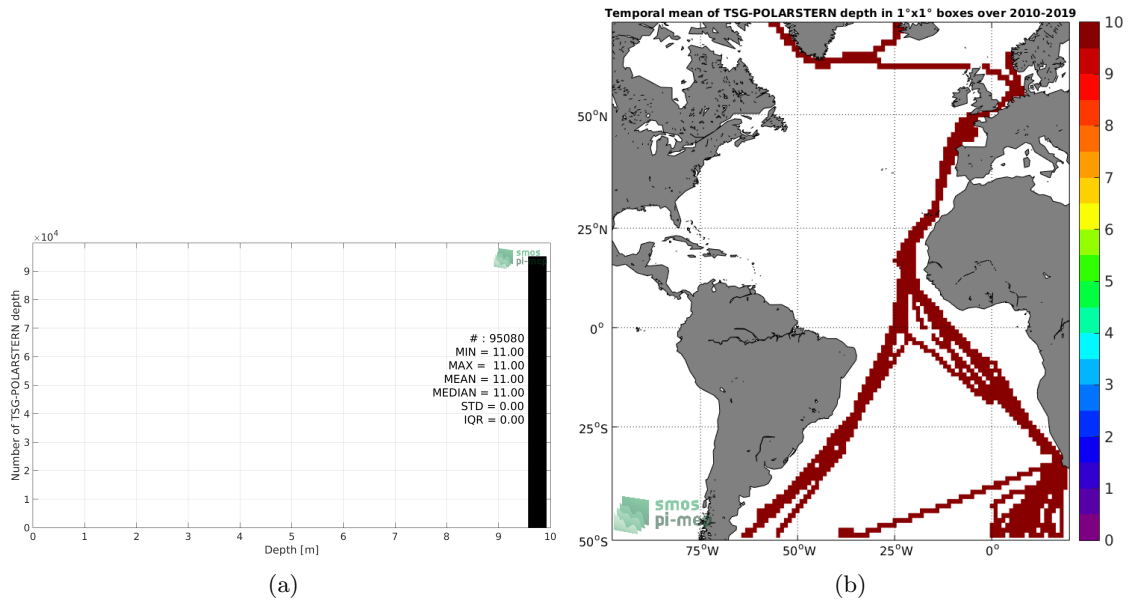 ×10⁴
9
8
7
6
5
4
3
2
1
0
Number of TSG-POLARSTERN depth
smos
pi-mep
# : 95080
MIN = 11.00
MAX = 11.00
MEAN = 11.00
MEDIAN = 11.00
STD = 0.00
IQR = 0.00
0 1 2 3 4 5 6 7 8 9 10
Depth [m]
(a)
Temporal mean of TSG-POLARSTERN depth in 1°x1° boxes over 2010-2019
50°N
25°N
0°
25°S
50°S
75°W 50°W 25°W 0°
smos
pi-mep
10
9
8
7
6
5
4
3
2
1
0
(b)